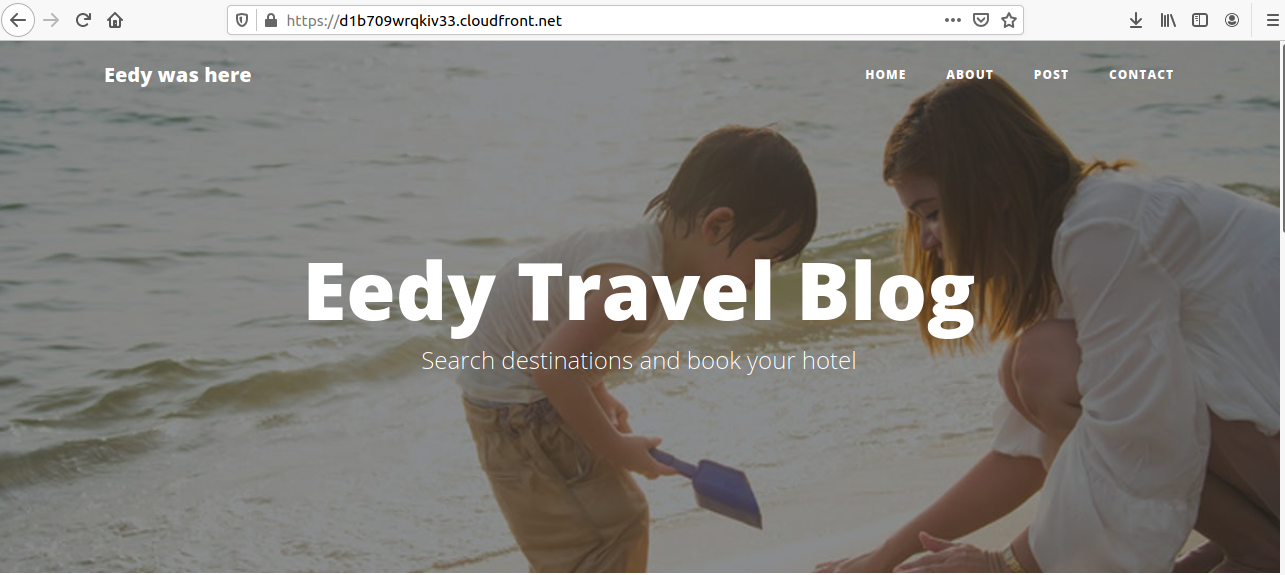 https://d1b709wrqkiv33.cloudfront.net
Eedy was here
HOME ABOUT POST CONTACT
Eedy Travel Blog
Search destinations and book your hotel